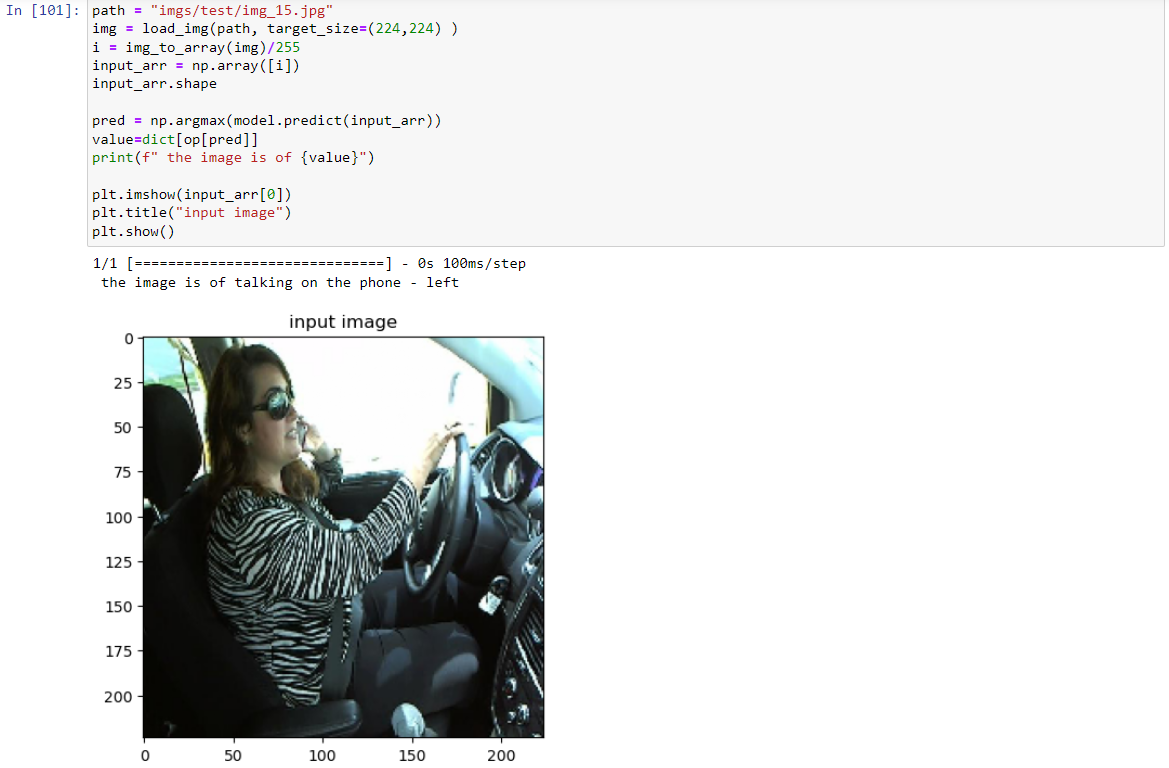 In [101]: path = "imgs/test/img_15.jpg"
img = load_img(path, target_size=(224,224) )
i = img_to_array(img)/255
input_arr = np.array([i])
input_arr.shape
pred = np.argmax(model.predict(input_arr))
value=dict[op[pred]]
print(f" the image is of {value}")
plt.imshow(input_arr[0])
plt.title("input image")
plt.show()
1/1 [==============================] - 0s 100ms/step
the image is of talking on the phone - left
input image
0
25
50
75
100
125
150
175
200
0 50 100 150 200